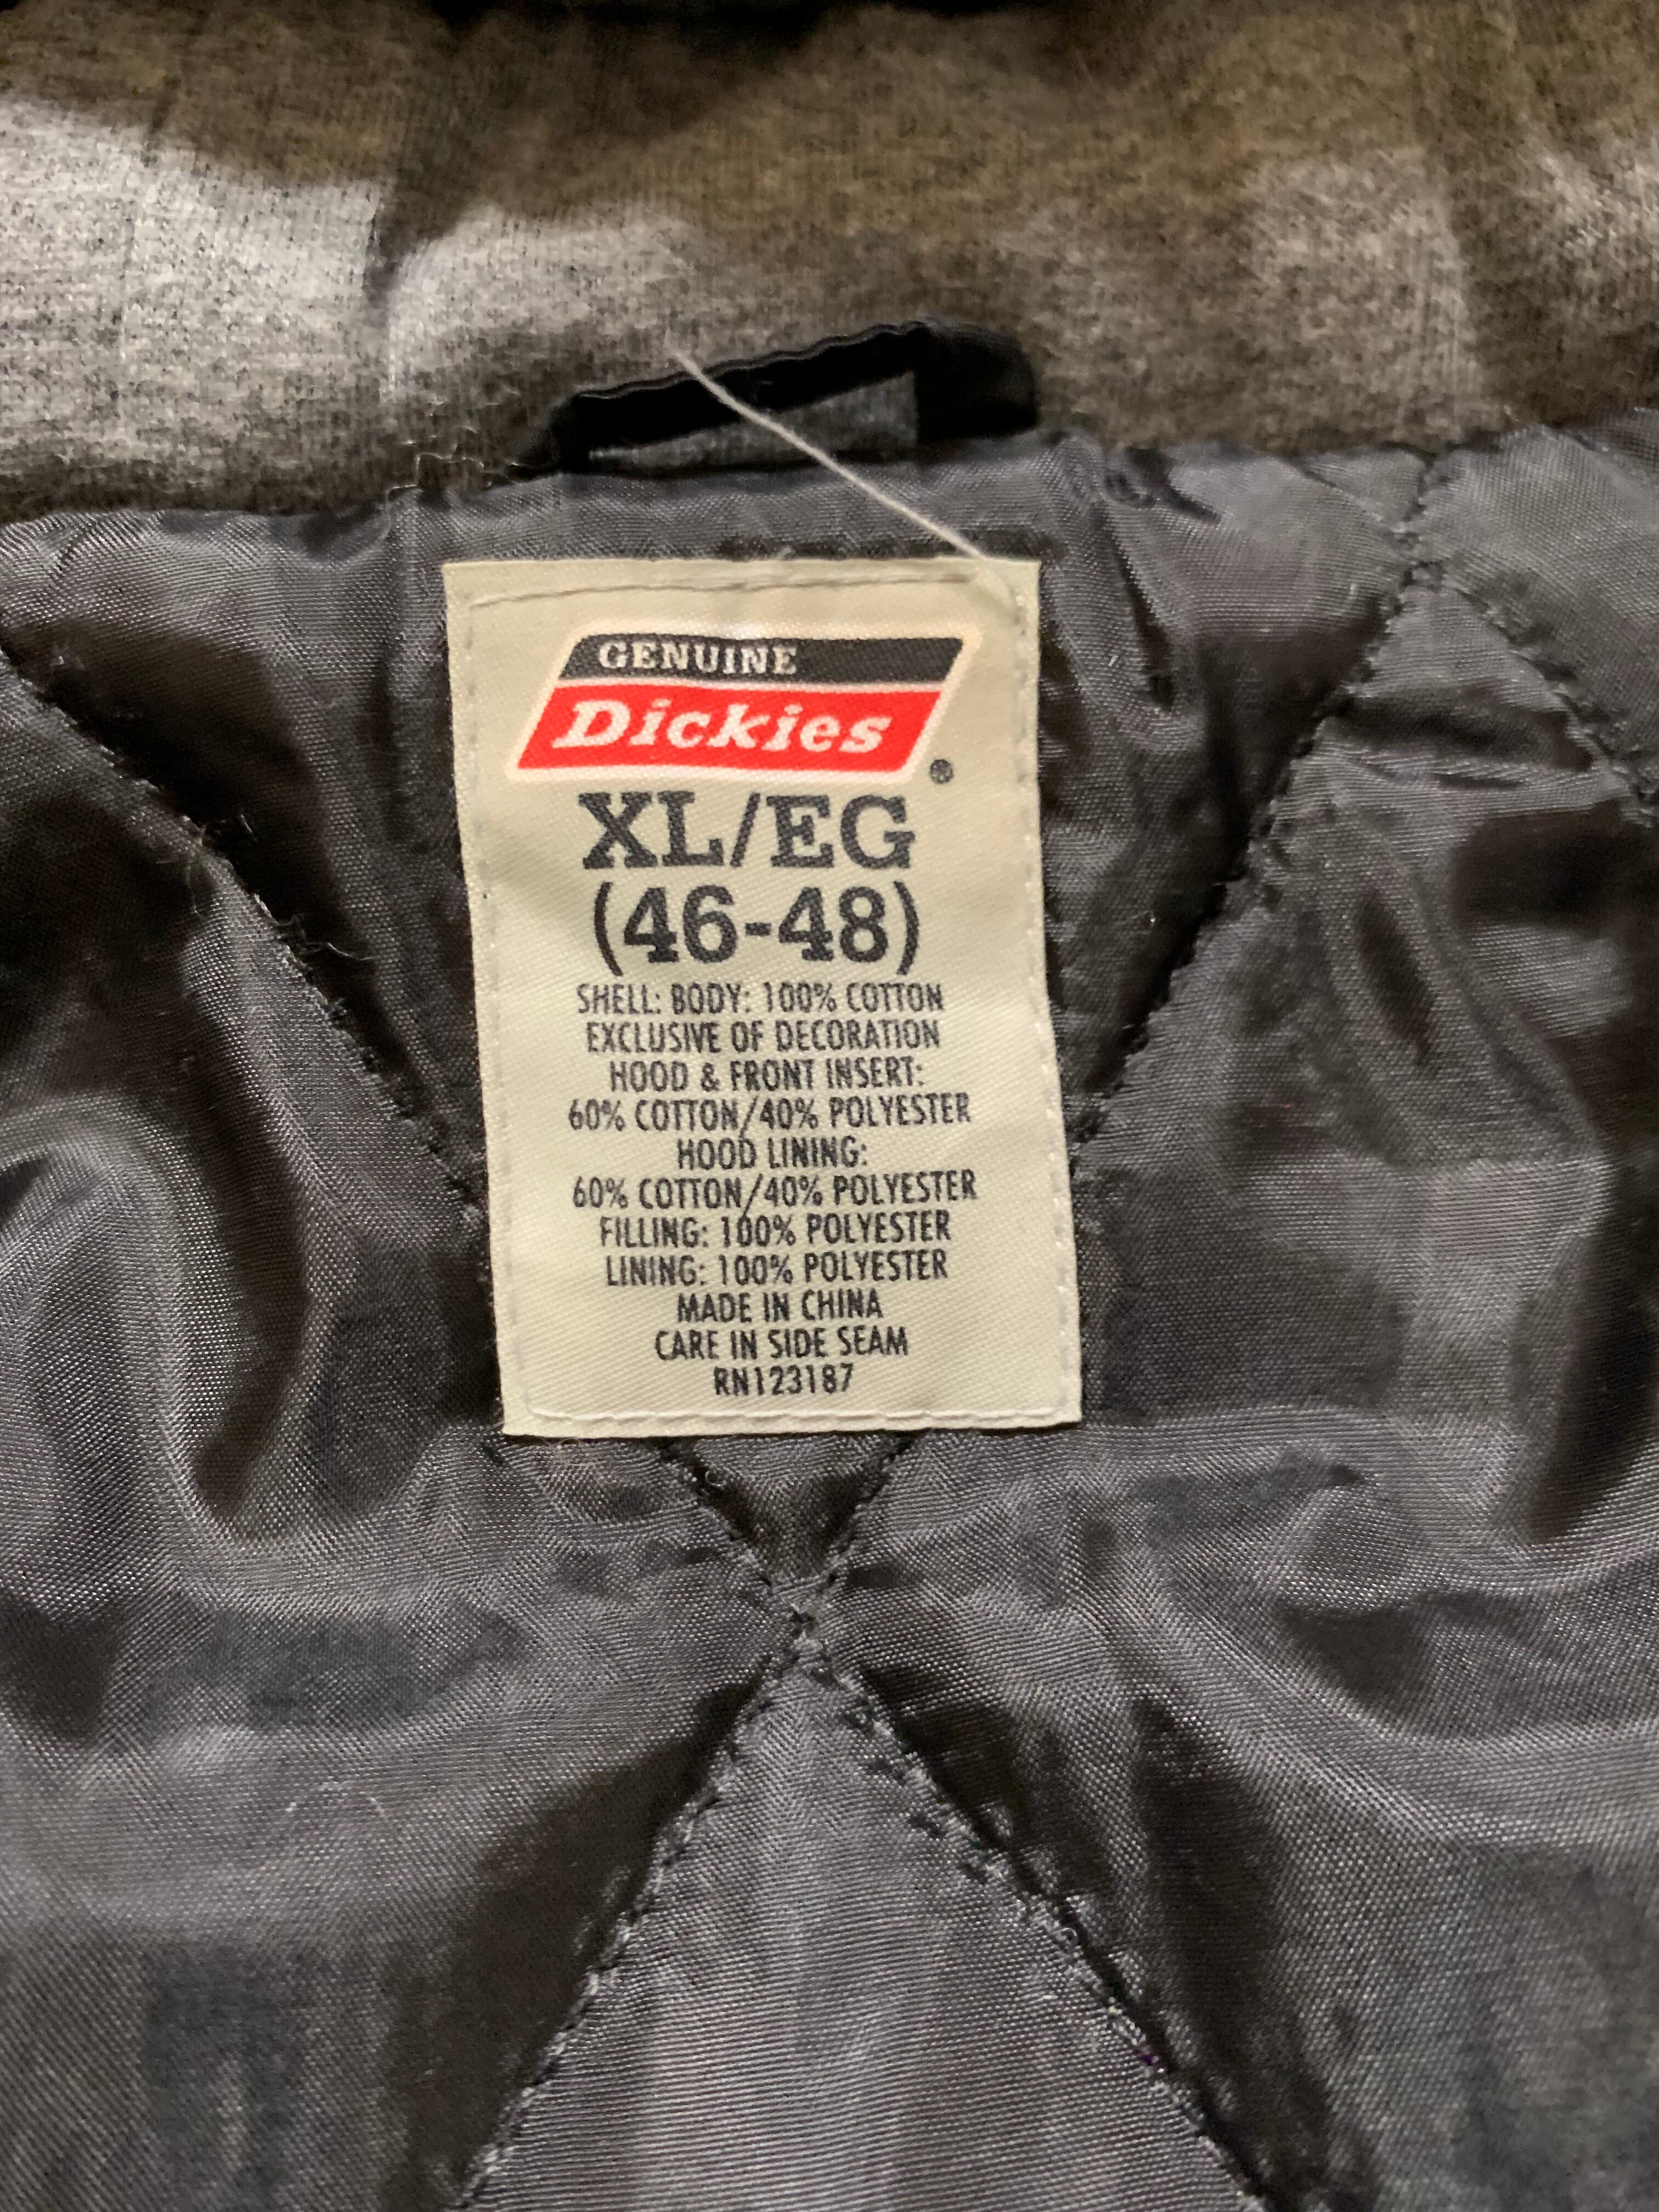 GENUINE
Dickies
®
XL/EG
(46-48)
SHELL: BODY: 100% COTTON
EXCLUSIVE OF DECORATION
HOOD & FRONT INSERT:
60% COTTON/40% POLYESTER
HOOD LINING:
60% COTTON/40% POLYESTER
FILLING: 100% POLYESTER
LINING: 100% POLYESTER
MADE IN CHINA
CARE IN SIDE SEAM
RN123187